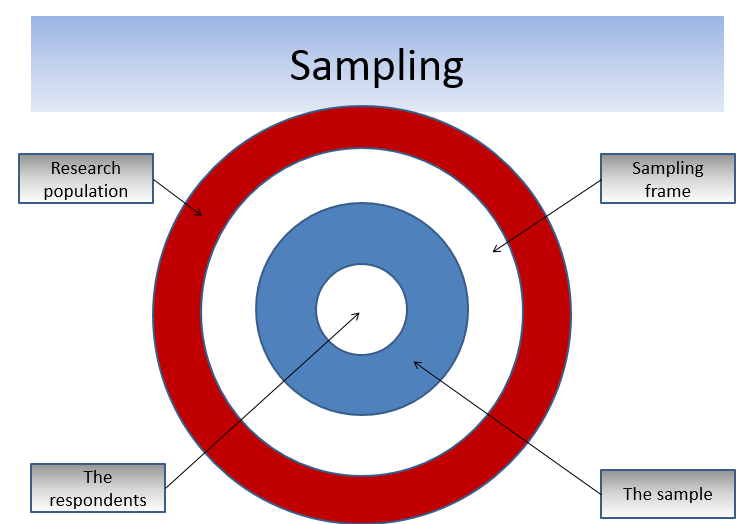 Sampling
Research
population
Sampling
frame
The
respondents
The sample